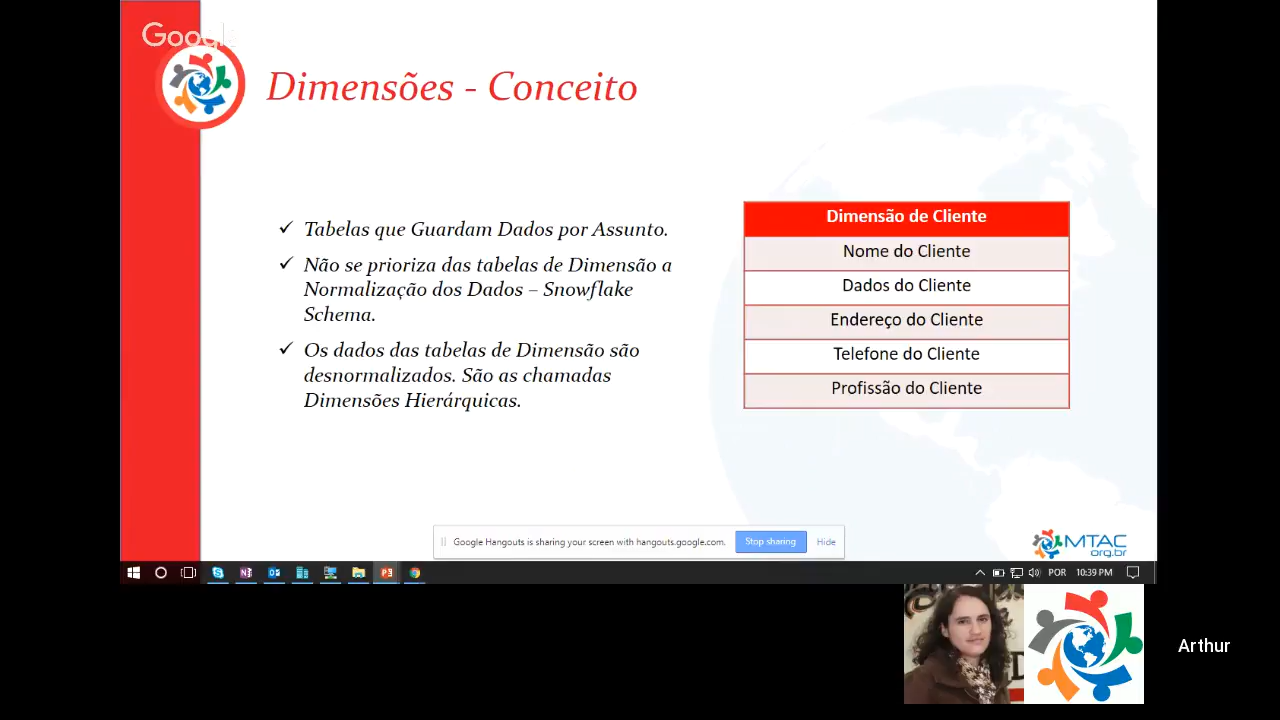 Google
Dimensões - Conceito
✓ Tabelas que Guardam Dados por Assunto.
✓ Não se prioriza das tabelas de Dimensão a
Normalização dos Dados – Snowflake
Schema.
✓ Os dados das tabelas de Dimensão são
desnormalizados. São as chamadas
Dimensões Hierárquicas.
Dimensão de Cliente
Nome do Cliente
Dados do Cliente
Endereço do Cliente
Telefone do Cliente
Profissão do Cliente
Google Hangouts is sharing your screen with hangouts.google.com. Stop sharing Hide
MTAC
org.br
POR 10:39 PM
Arthur